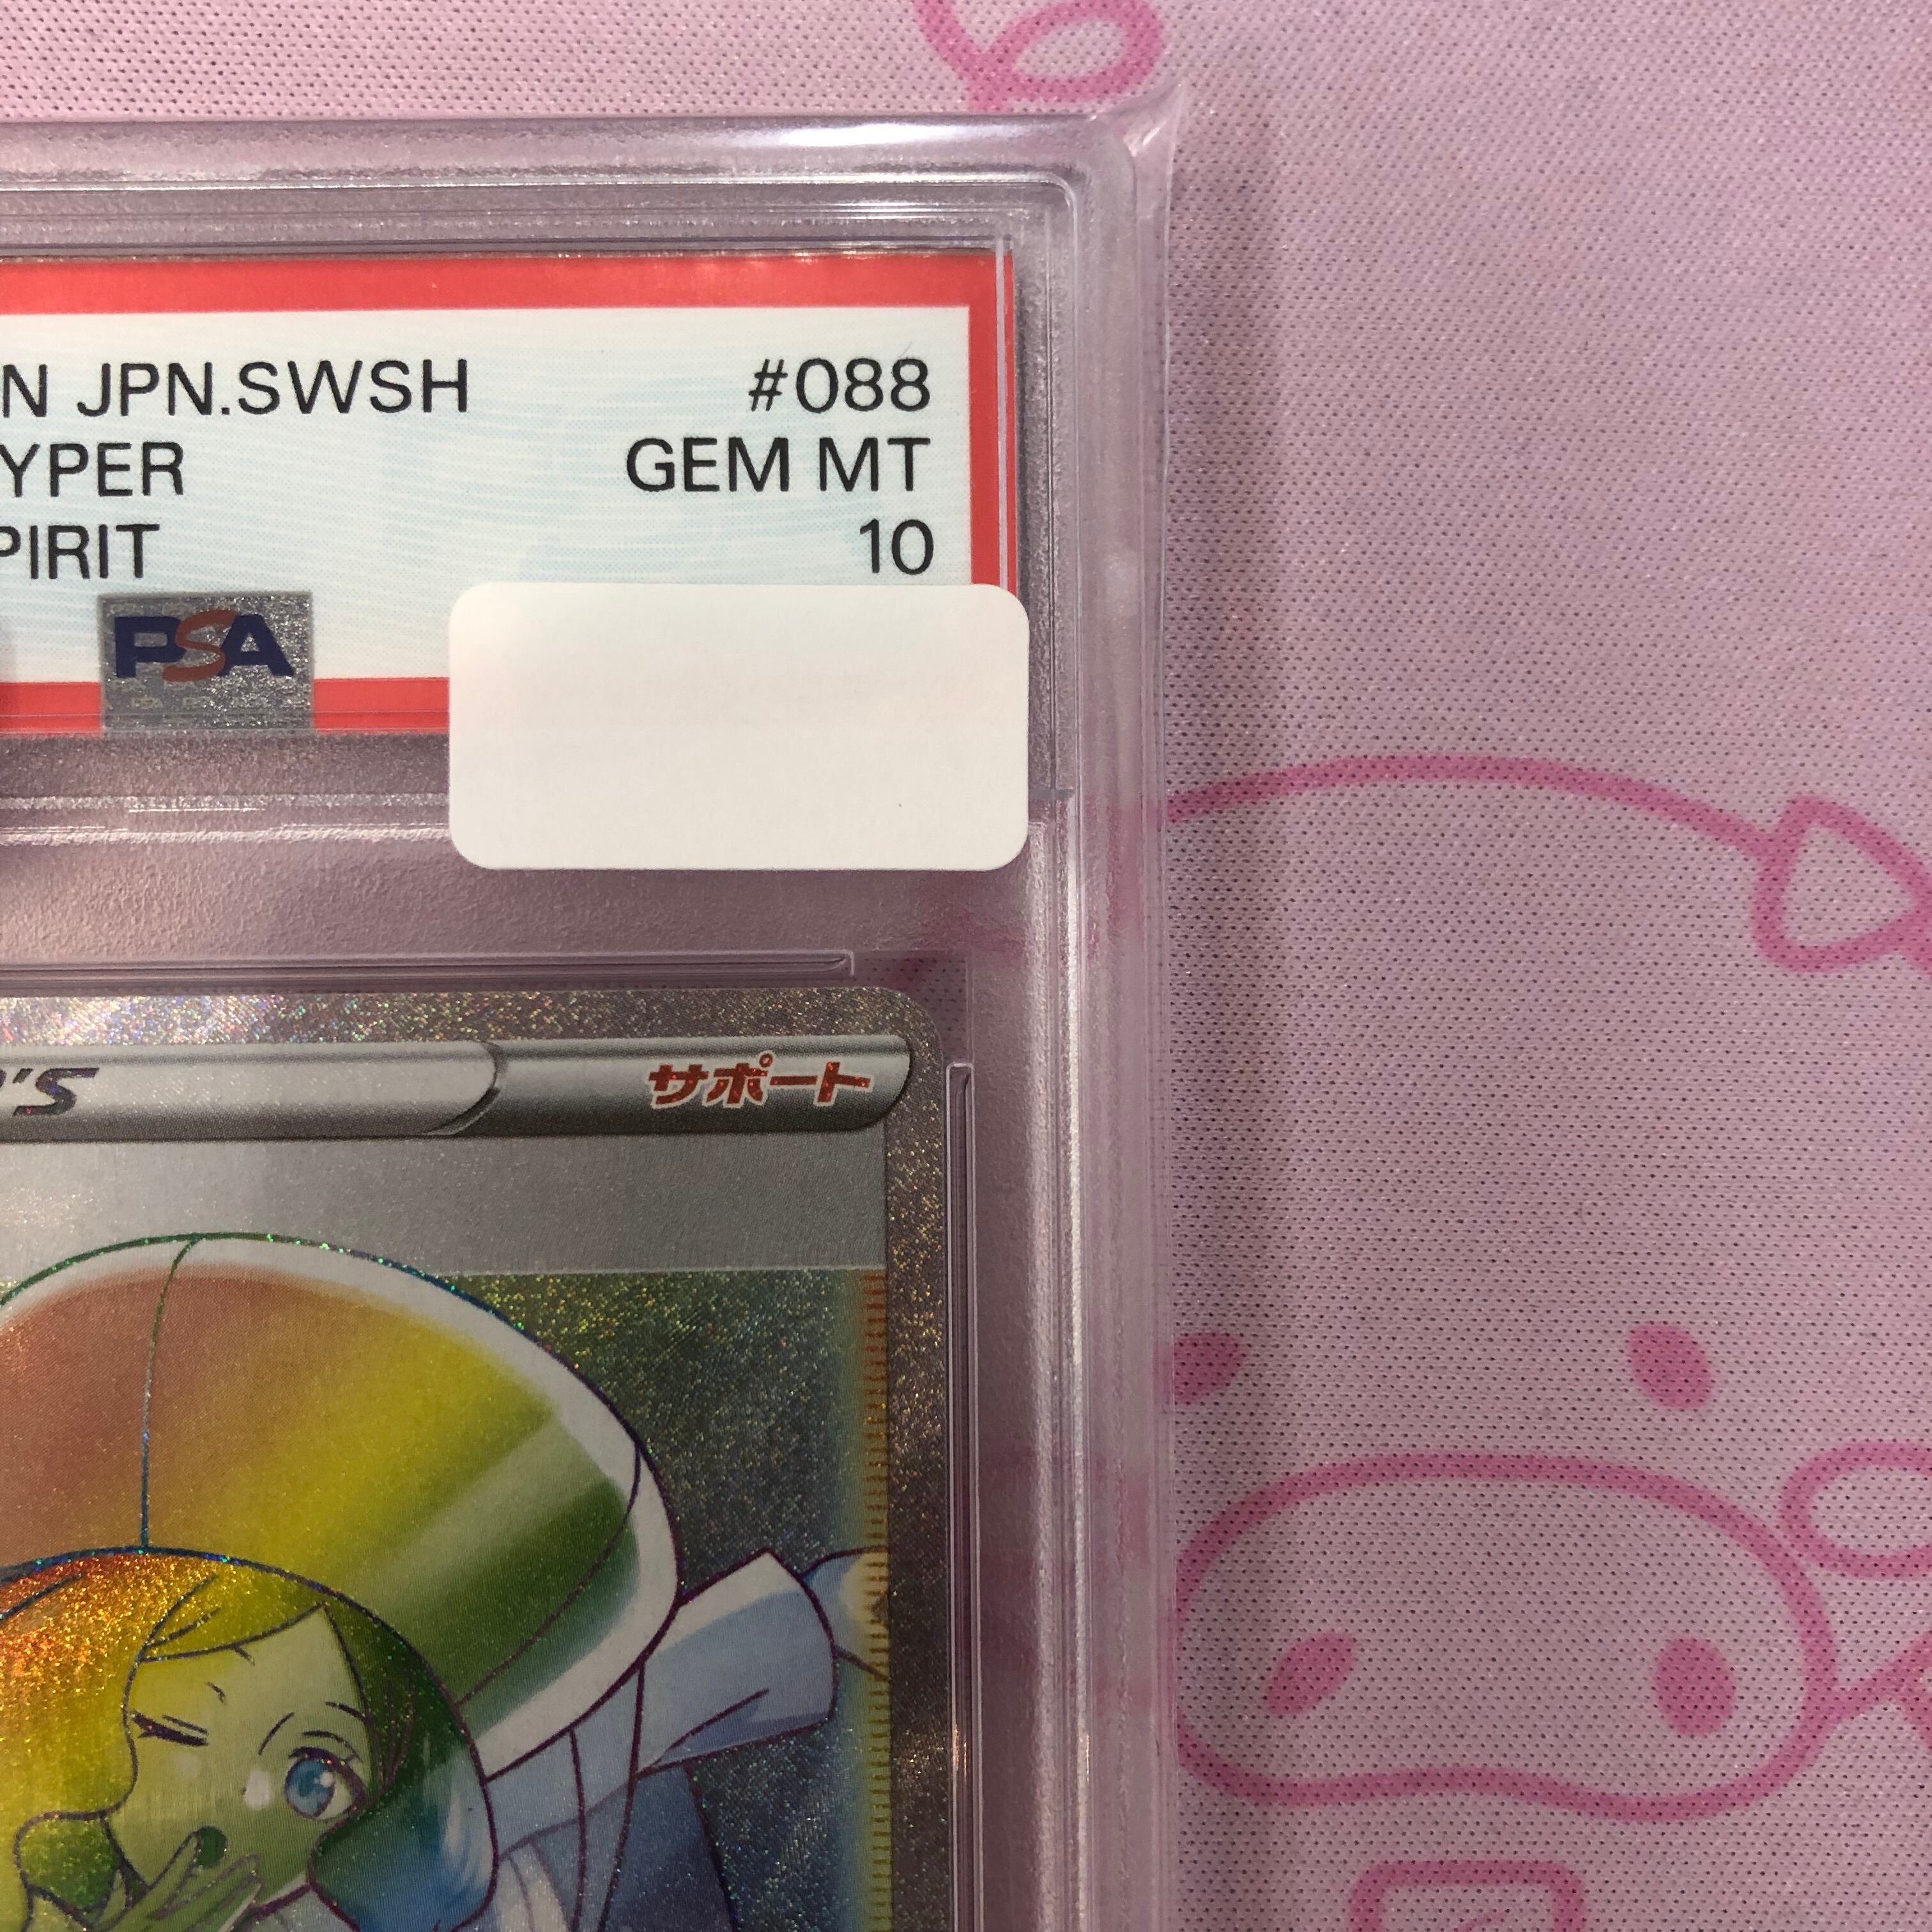 N JPN.SWSH #088
YPER GEM MT
PIRIT 10
PSA
'S サポート